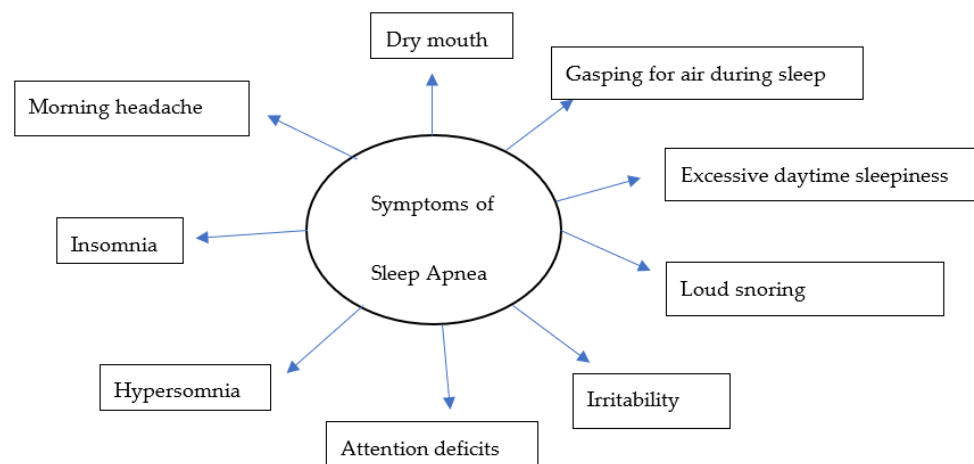 Dry mouth
Gasping for air during sleep
Morning headache
Excessive daytime sleepiness
Symptoms of
Sleep Apnea
Insomnia
Loud snoring
Hypersomnia
Irritability
Attention deficits